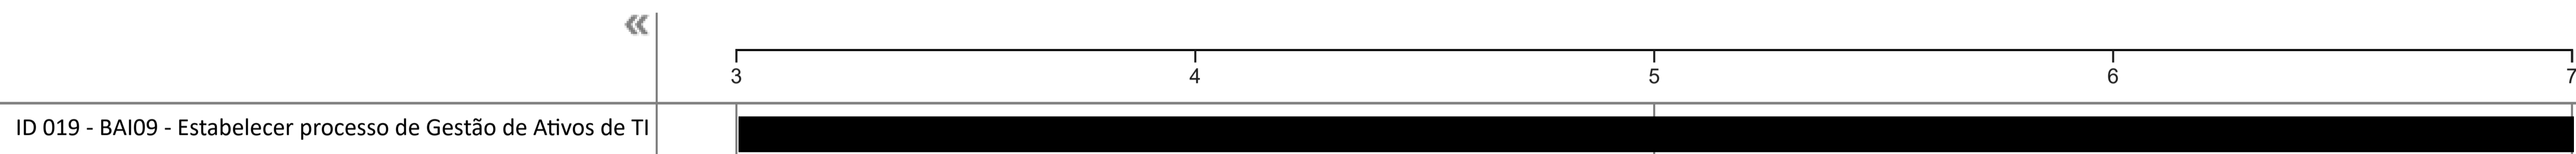 3 4 5 6 7
ID 019 - BAI09 - Estabelecer processo de Gestão de Ativos de TI